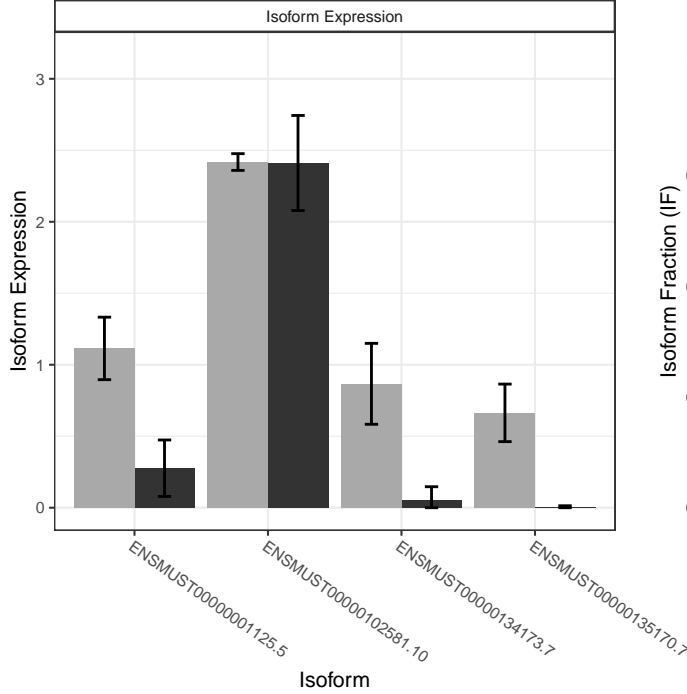 Isoform Expression
3
2
1
0
Isoform Expression
ENSMUST00000001125.5
ENSMUST00000102581.10
ENSMUST00000134173.7
ENSMUST00000135170.7
Isoform
Isoform Fraction (IF)